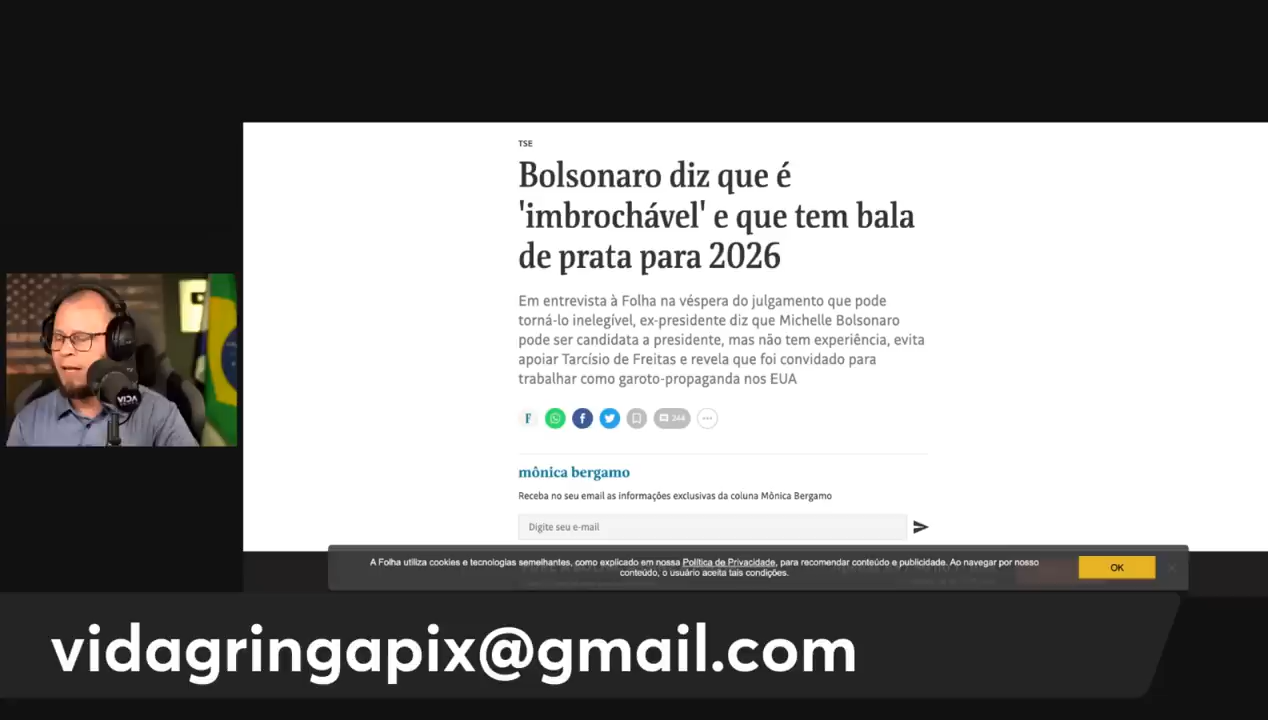 TSE
Bolsonaro diz que é
'imbrochável' e que tem bala
de prata para 2026
Em entrevista à Folha na véspera do julgamento que pode
torná-lo inelegível, ex-presidente diz que Michelle Bolsonaro
pode ser candidata a presidente, mas não tem experiência, evita
apoiar Tarcísio de Freitas e revela que foi convidado para
trabalhar como garoto-propaganda nos EUA
F
244
mônica bergamo
Receba no seu email as informações exclusivas da coluna Mônica Bergamo
Digite seu e-mail
A Folha utiliza cookies e tecnologias semelhantes, como explicado em nossa Política de Privacidade, para recomendar conteúdo e publicidade. Ao navegar por nosso
conteúdo, o usuário aceita tais condições.
OK
VIDA
vidagringapix@gmail.com